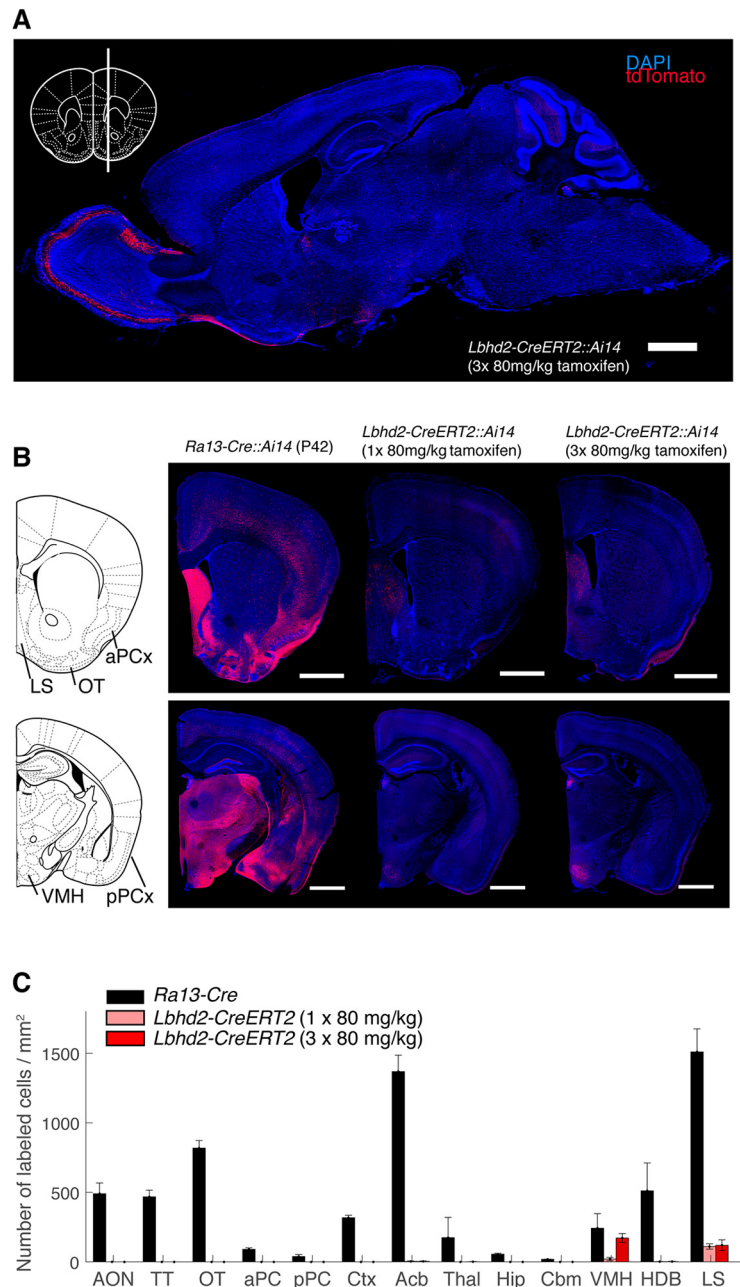 A
DAPI
tdTomato
Lbhd2-CreERT2::Ai14
(3x 80mg/kg tamoxifen)
B
Ra13-Cre::Ai14 (P42)
Lbhd2-CreERT2::Ai14
(1x 80mg/kg tamoxifen)
Lbhd2-CreERT2::Ai14
(3x 80mg/kg tamoxifen)
aPCx
LS
OT
VMH
pPCx
C
Ra13-Cre
Lbhd2-CreERT2 (1 x 80 mg/kg)
Lbhd2-CreERT2 (3 x 80 mg/kg)
Number of labeled cells / mm²
1500
1000
500
0
AON TT OT aPC pPC Ctx Acb Thal Hip Cbm VMH HDB LS